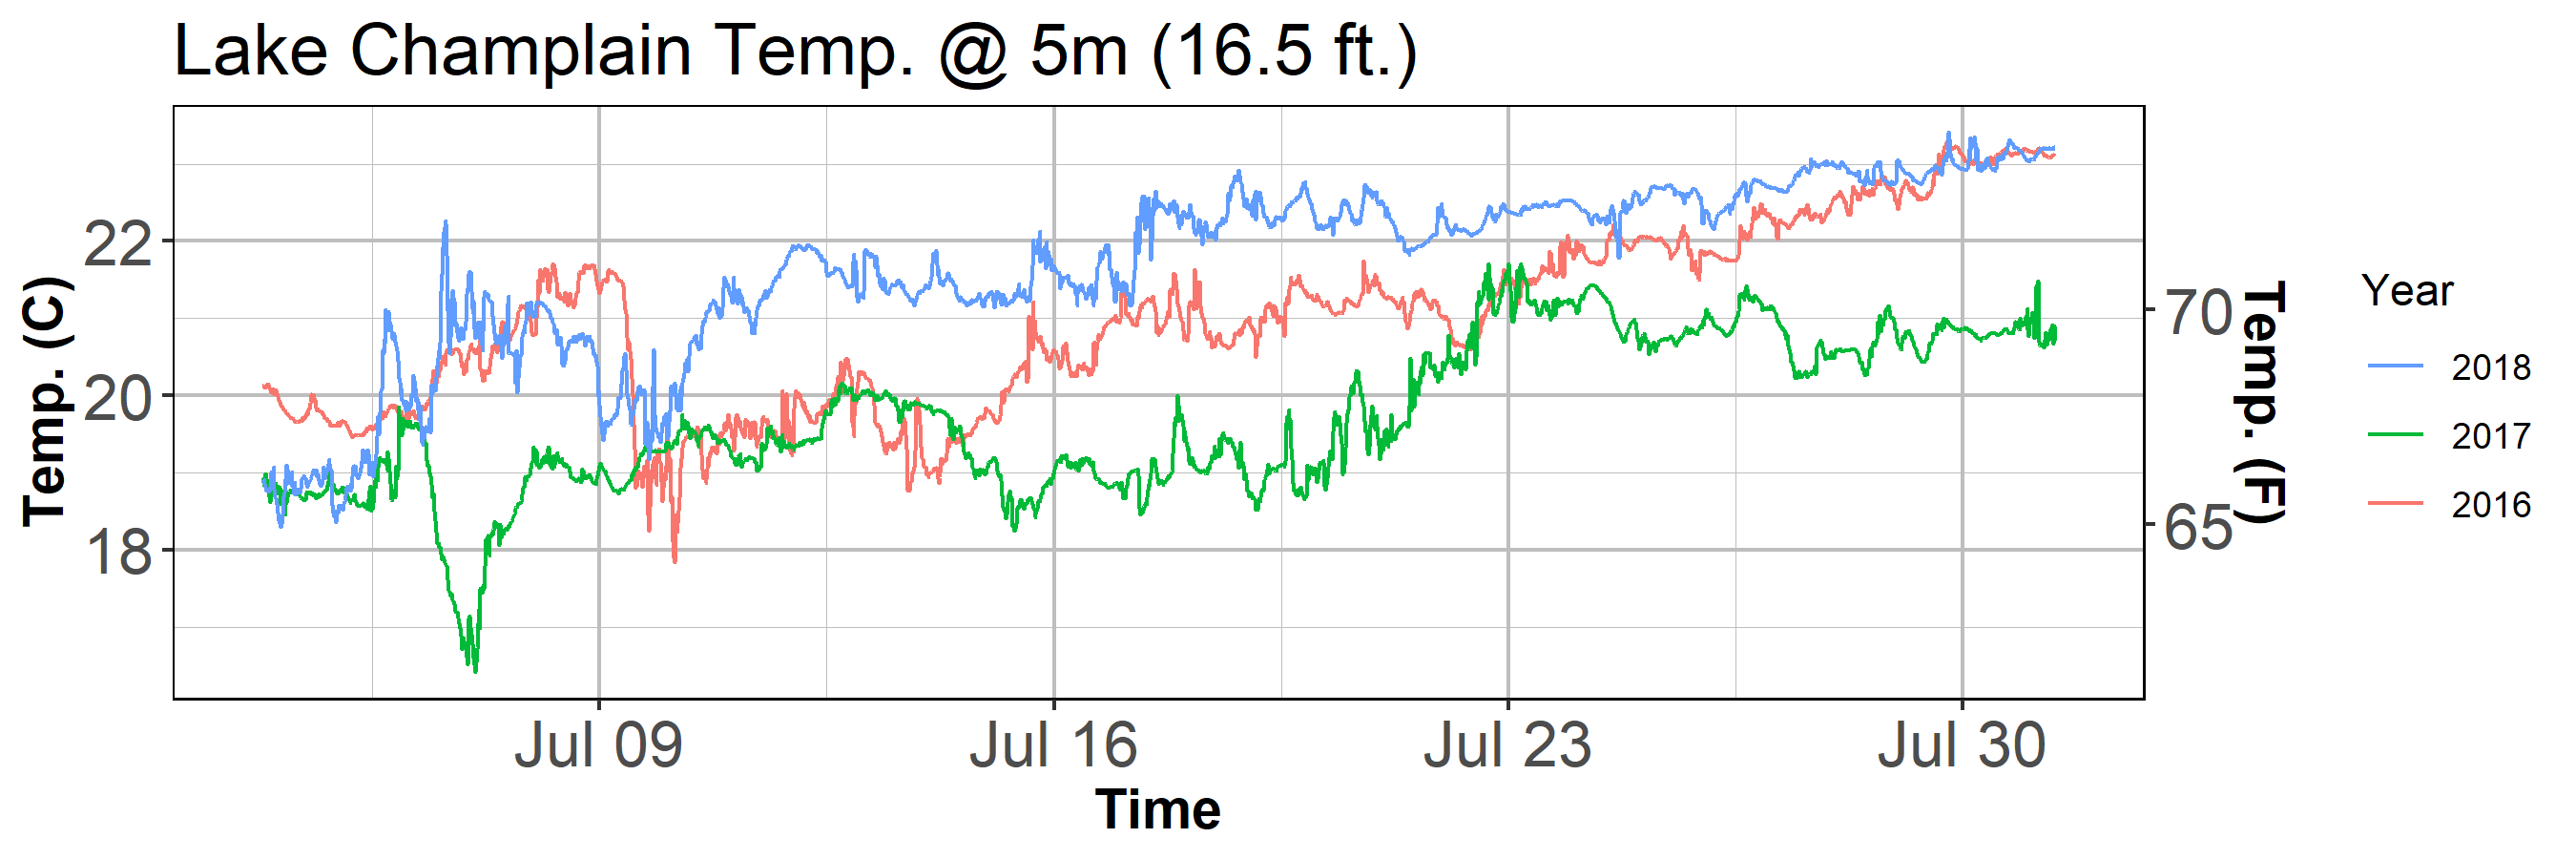 Lake Champlain Temp. @ 5m (16.5 ft.)
Temp. (C)
22
20
18
70
65
Temp. (F)
Jul 09
Jul 16
Jul 23
Jul 30
Time
Year
2018
2017
2016